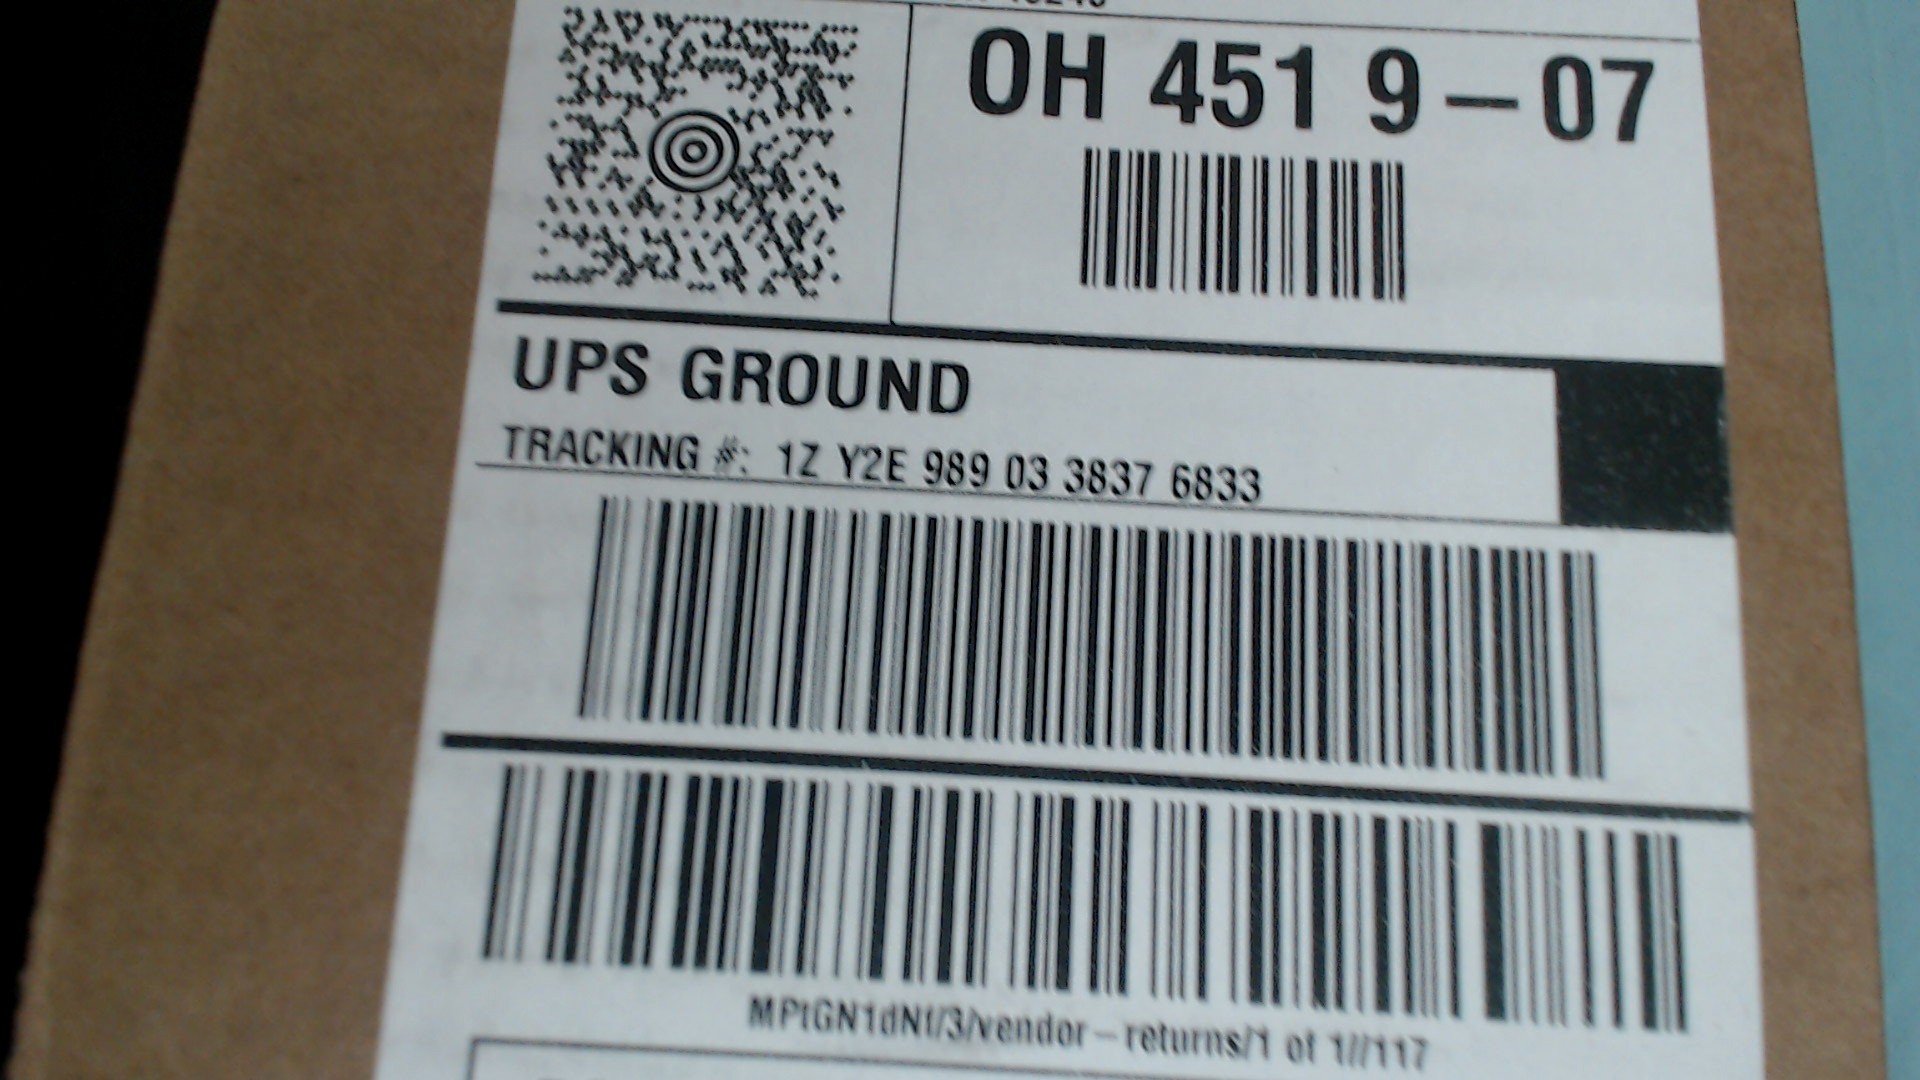 OH 451 9-07
UPS GROUND
TRACKING #: 1Z Y2E 989 03 3837 6833
MPtGN1dNf/3/vendor-returns/1 of 1//117